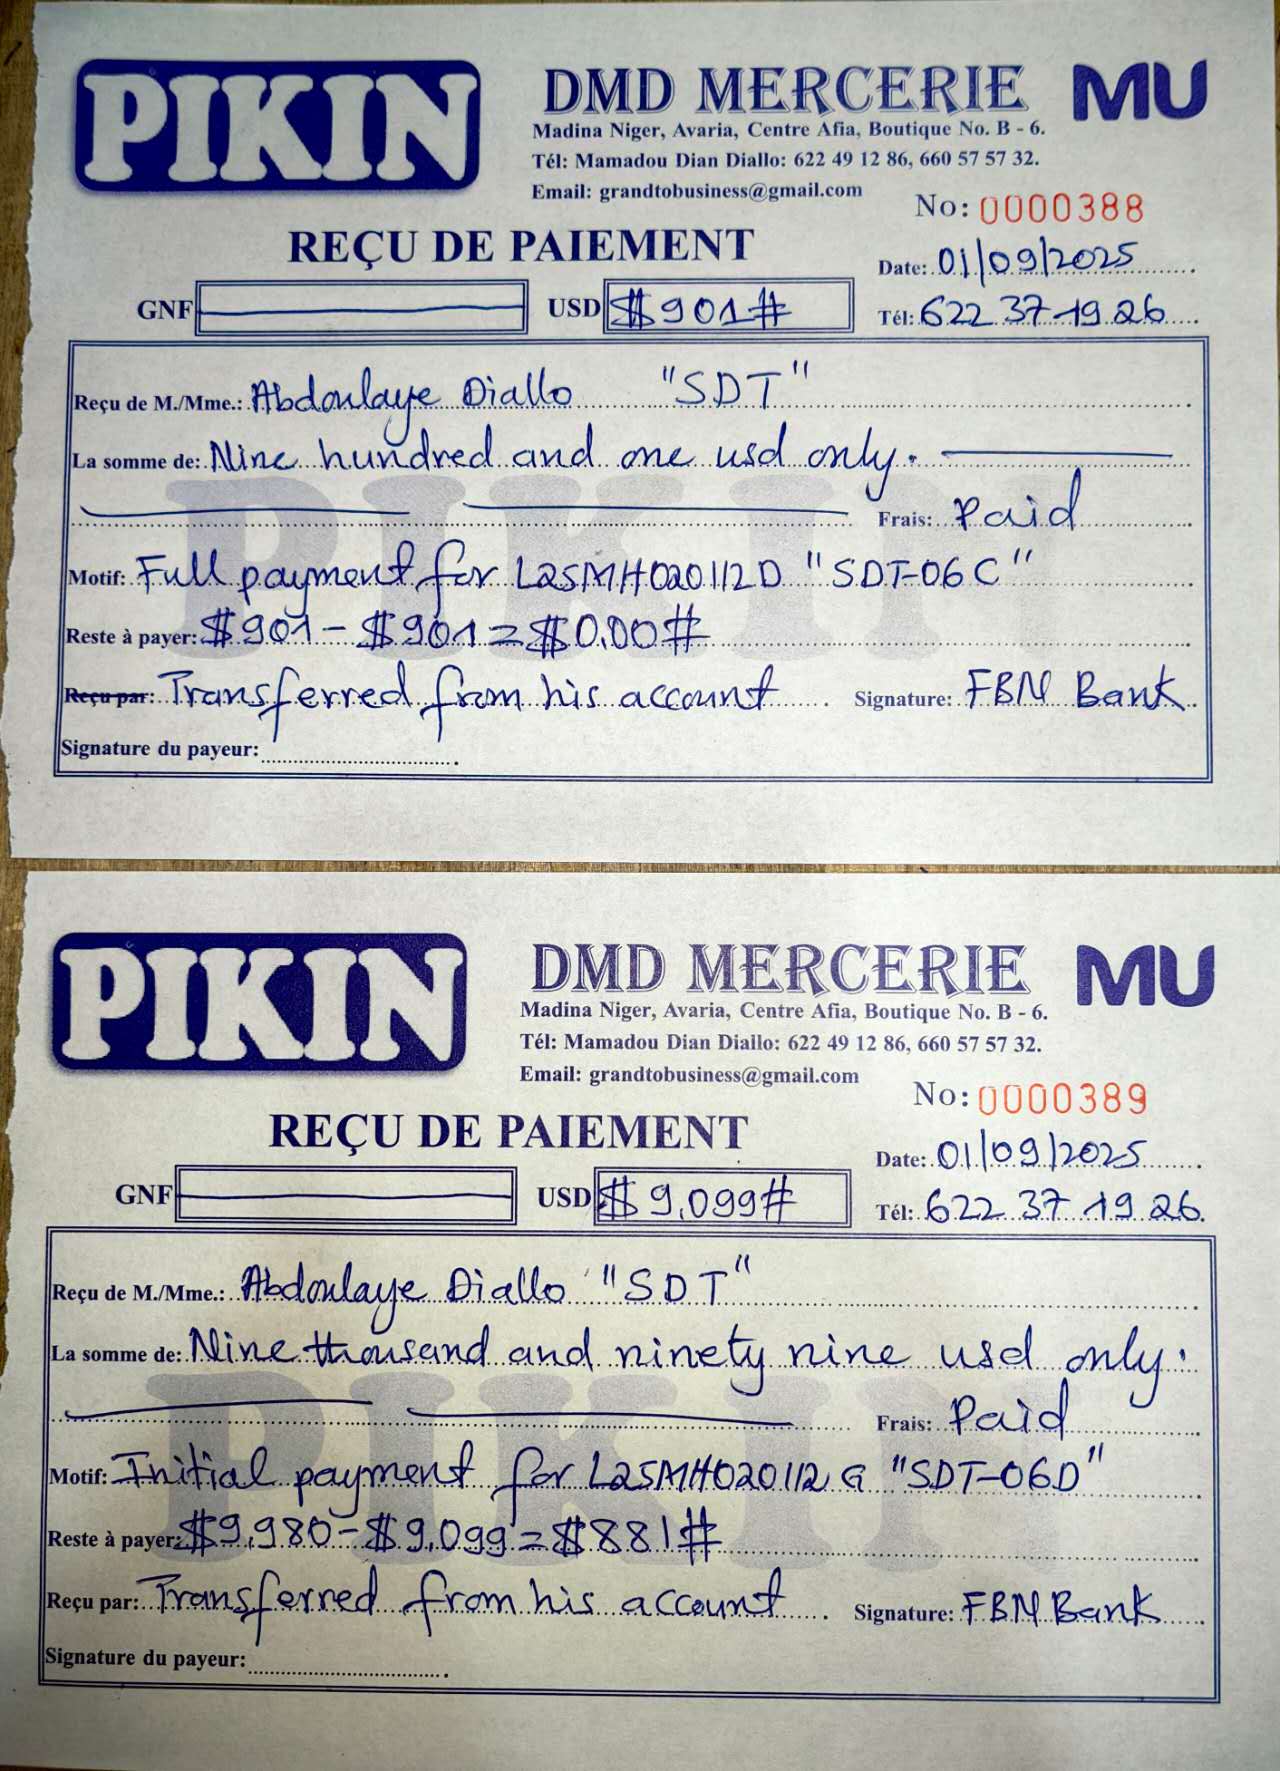 PIKIN
DMD MERCERIE MU
Madina Niger, Avaria, Centre Afia, Boutique No. B - 6.
Tél: Mamadou Dian Diallo: 622 49 12 86, 660 57 57 32.
Email: grandtobusiness@gmail.com
No: 0000388
REÇU DE PAIEMENT
Date: 01/09/2025
GNF USD $901#
Tél: 622 37 19 26
Reçu de M./Mme.: Abdoulaye Diallo "SDT"
La somme de: Nine hundred and one usd only.
Frais: Paid
Motif: Full payment for L25MH020112D "SDT-06C"
Reste à payer: $901 - $901 = $0.00#
Reçu par: Transferred from his account Signature: FBN Bank
Signature du payeur:
PIKIN
PIKIN
DMD MERCERIE MU
Madina Niger, Avaria, Centre Afia, Boutique No. B - 6.
Tél: Mamadou Dian Diallo: 622 49 12 86, 660 57 57 32.
Email: grandtobusiness@gmail.com
No: 0000389
REÇU DE PAIEMENT
Date: 01/09/2025
GNF USD $9,099#
Tél: 622 37 19 26
Reçu de M./Mme.: Abdoulaye Diallo "SDT"
La somme de: Nine thousand and ninety nine usd only.
Frais: Paid
Motif: Initial payment for L25MH020112G "SDT-06D"
Reste à payer: $9,980 - $9,099 = $881#
Reçu par: Transferred from his account Signature: FBN Bank
Signature du payeur:
PIKIN